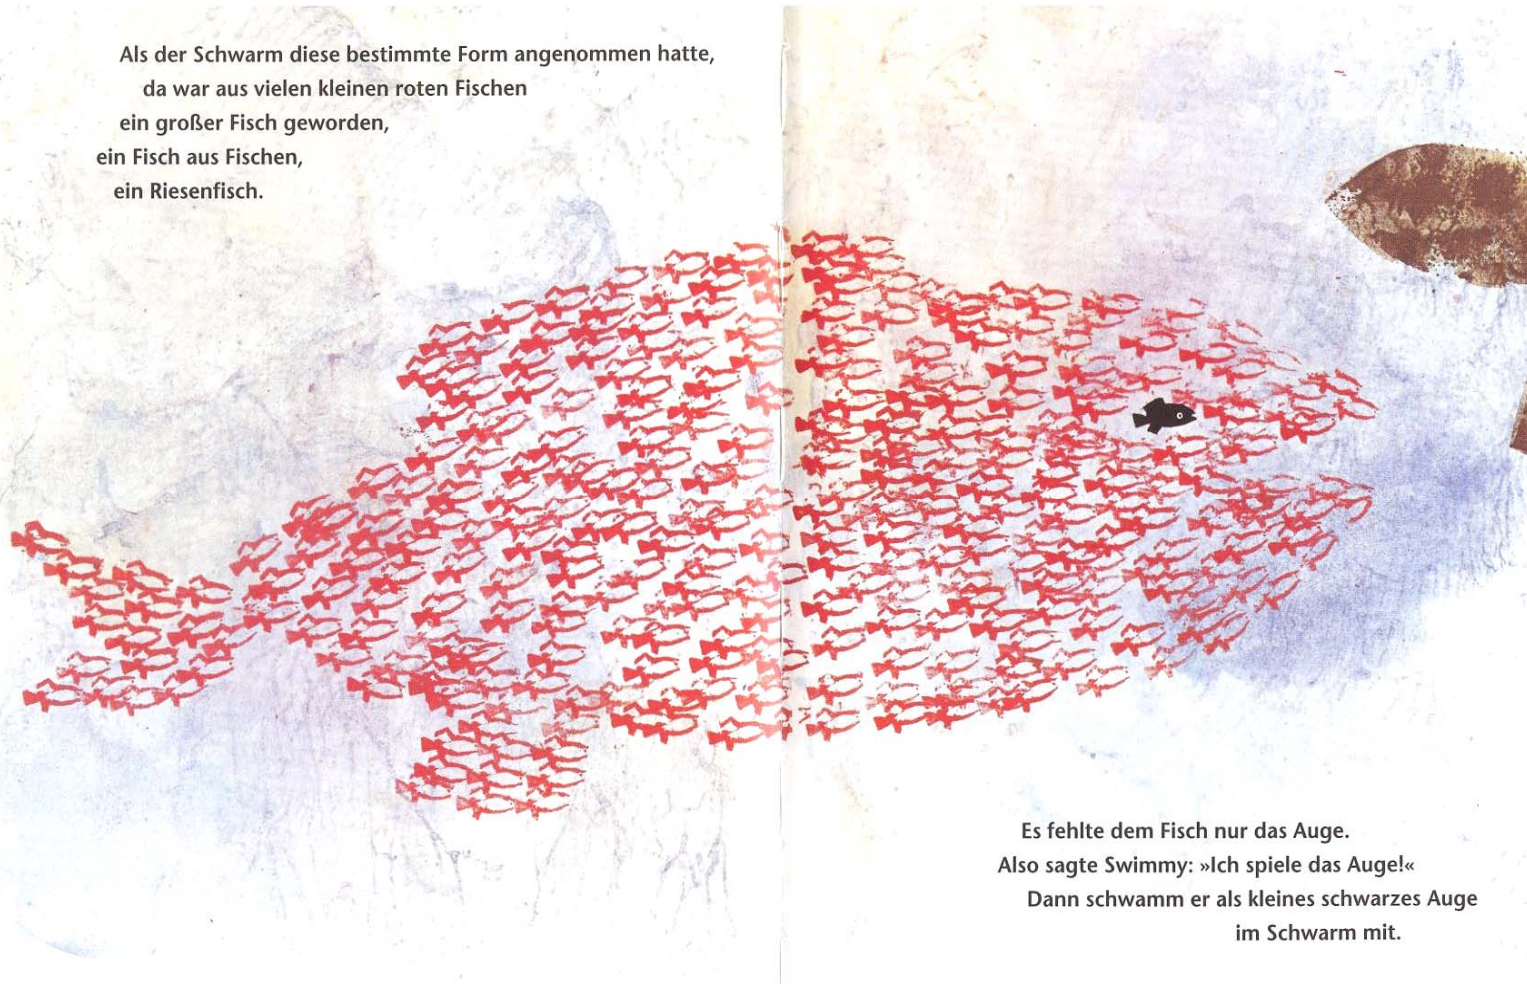 Als der Schwarm diese bestimmte Form angenommen hatte,
da war aus vielen kleinen roten Fischen
ein großer Fisch geworden,
ein Fisch aus Fischen,
ein Riesenfisch.
Es fehlte dem Fisch nur das Auge.
Also sagte Swimmy: »Ich spiele das Auge!«
Dann schwamm er als kleines schwarzes Auge
im Schwarm mit.